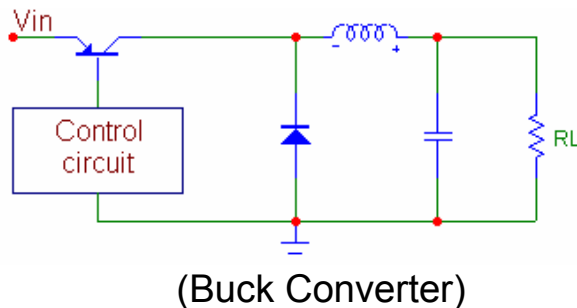 Vin
- +
Control
circuit
RL
(Buck Converter)